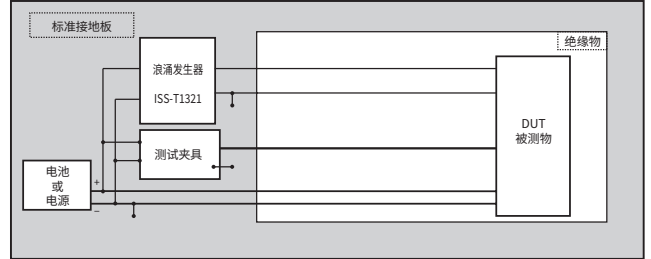 标准接地板
绝缘物
浪涌发生器
ISS-T1321
DUT
被测物
测试夹具
电池
或
电源
+
−